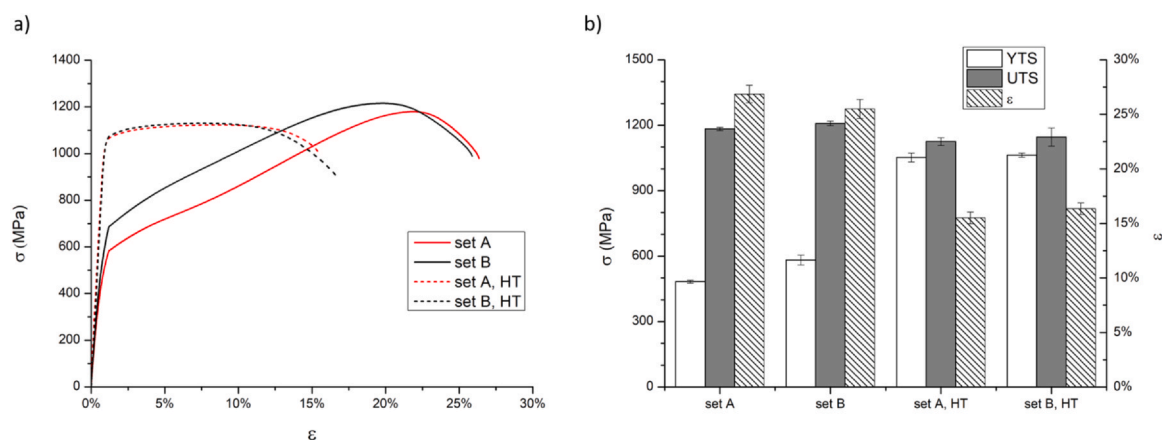 a)
b)
1400
1200
1000
800
600
400
200
0
σ (MPa)
0%
5%
10%
15%
20%
25%
30%
ε
set A
set B
set A, HT
set B, HT
1500
1200
900
600
300
0
σ (MPa)
YTS
UTS
ε
30%
25%
20%
15%
10%
5%
0%
ε
set A
set B
set A, HT
set B, HT